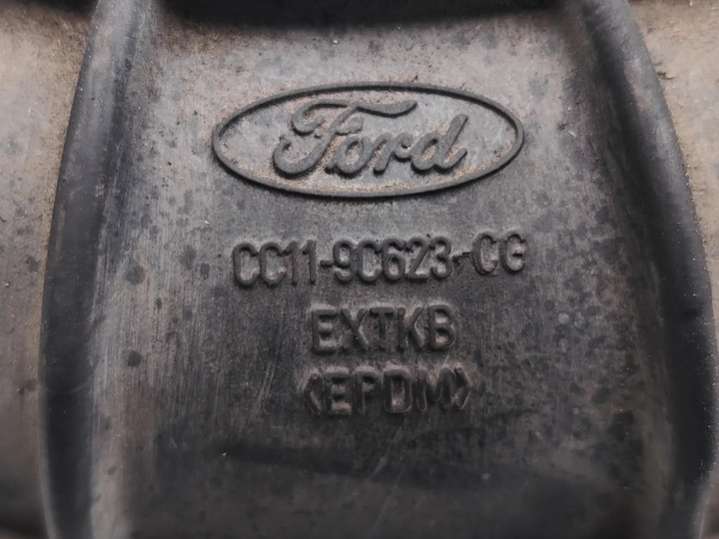 Ford
CC11-9C623-CG
EXTKB
<EPDM>